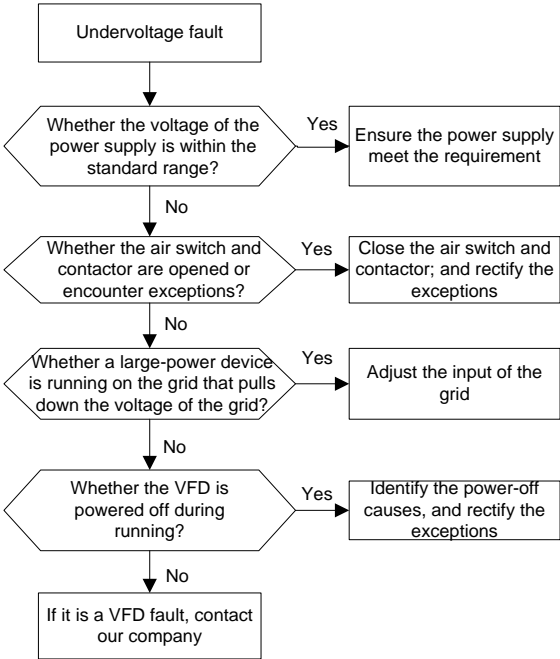 Undervoltage fault
Whether the voltage of the
power supply is within the
standard range?
Yes
Ensure the power supply
meet the requirement
No
Whether the air switch and
contactor are opened or
encounter exceptions?
Yes
Close the air switch and
contactor; and rectify the
exceptions
No
Whether a large-power device
is running on the grid that pulls
down the voltage of the grid?
Yes
Adjust the input of the
grid
No
Whether the VFD is
powered off during
running?
Yes
Identify the power-off
causes, and rectify the
exceptions
No
If it is a VFD fault, contact
our company